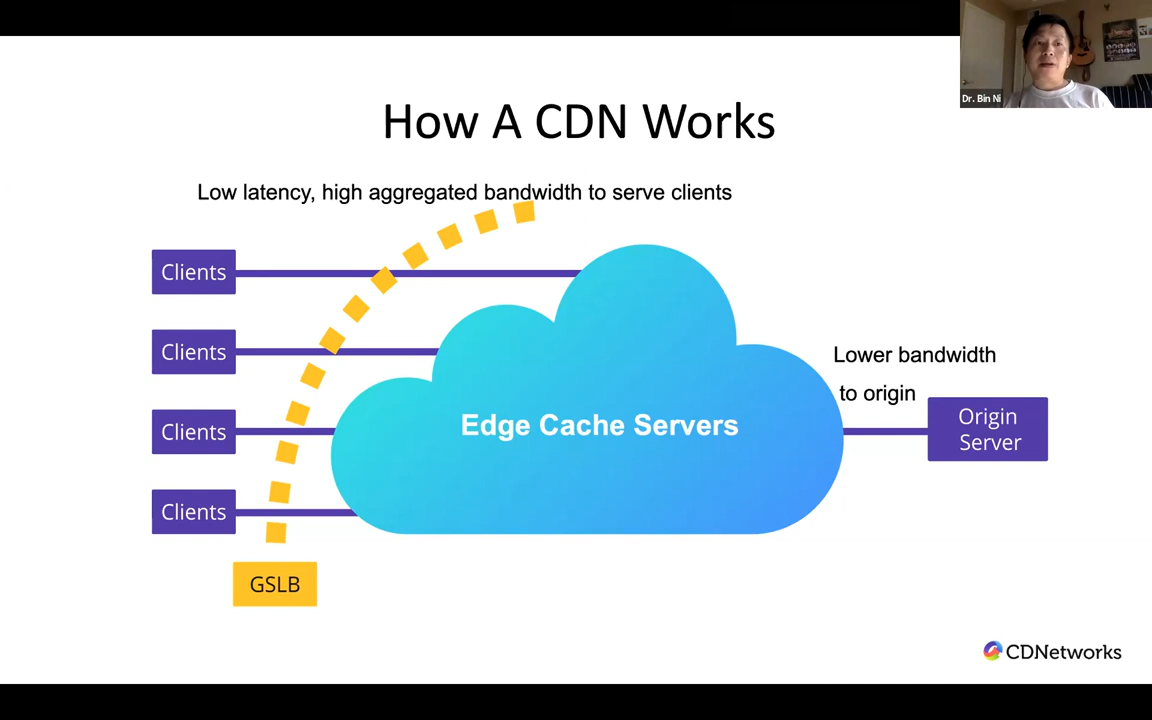 Dr. Bin Ni
How A CDN Works
Low latency, high aggregated bandwidth to serve clients
Clients
Clients
Clients
Clients
Edge Cache Servers
Lower bandwidth
to origin
Origin
Server
GSLB
CDNetworks